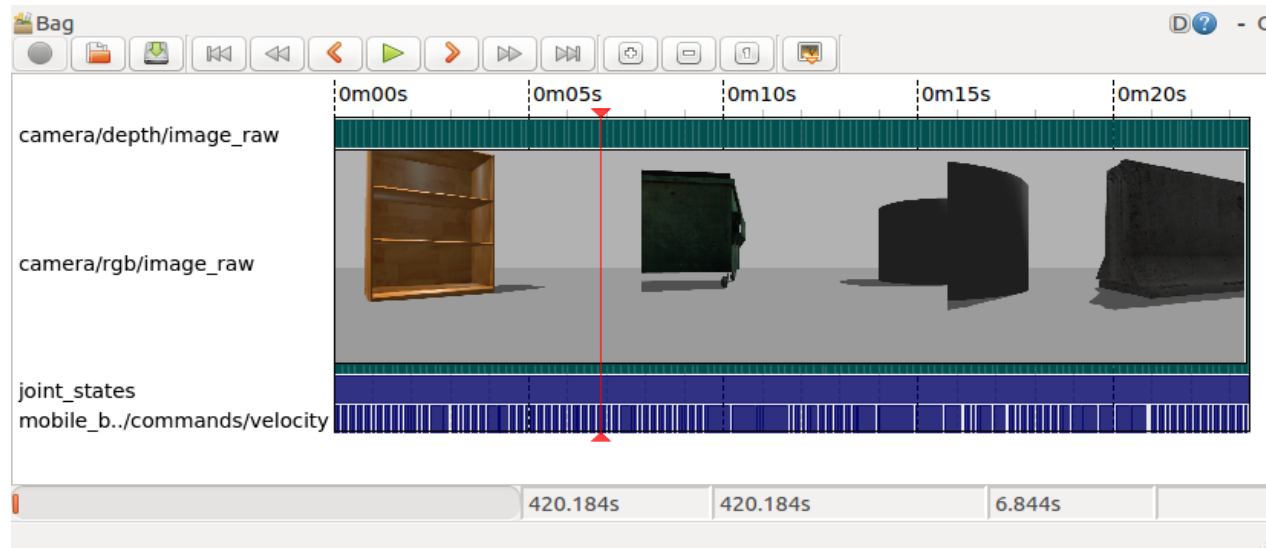 Bag
D ? - C
0m00s 0m05s 0m10s 0m15s 0m20s
camera/depth/image_raw
camera/rgb/image_raw
joint_states
mobile_b../commands/velocity
420.184s 420.184s 6.844s